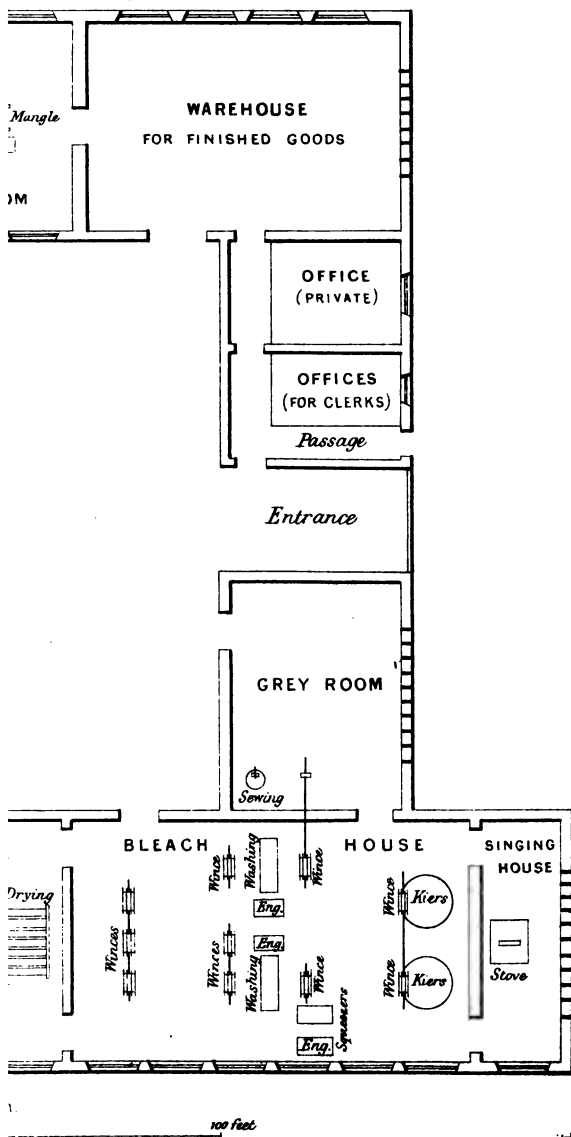 WAREHOUSE
FOR FINISHED GOODS
Mangle
OM
OFFICE
(PRIVATE)
OFFICES
(FOR CLERKS)
Passage
Entrance
GREY ROOM
Sewing
BLEACH HOUSE
SINGING
HOUSE
Drying
Winces
Wince
Washing
Wince
Eng.
Eng.
Winces
Washing
Wince
Squeezers
Eng.
Wince
Kiers
Wince
Kiers
Stove
1.
100 feet